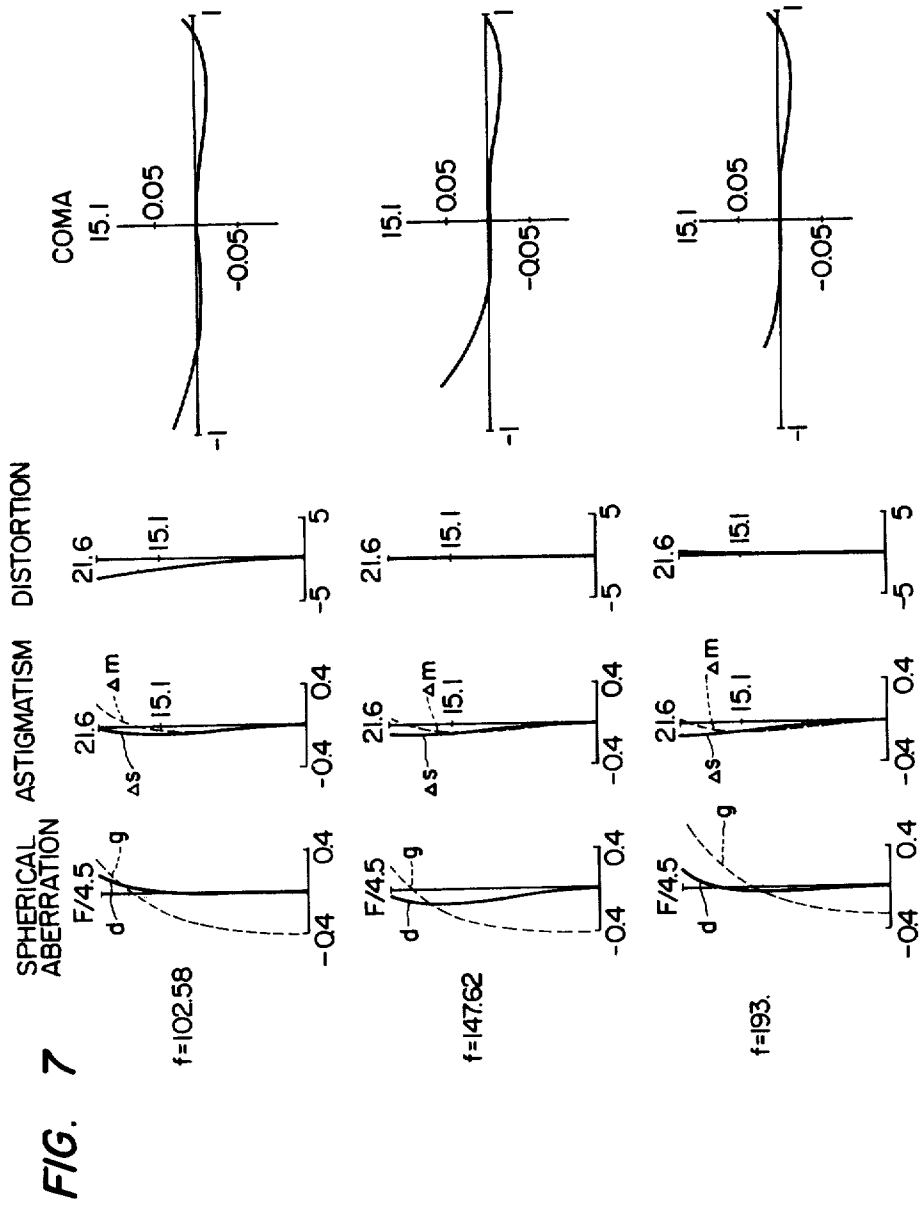 FIG. 7
SPHERICAL ABERRATION
ASTIGMATISM
DISTORTION
COMA
f=102.58
F/4.5
d
g
-0.4
0.4
21.6
Δs
Δm
15.1
-0.4
0.4
21.6
15.1
-5
5
15.1
0.05
-0.05
-1
1
f=147.62
F/4.5
d
g
-0.4
0.4
21.6
Δs
Δm
15.1
-0.4
0.4
21.6
15.1
-5
5
15.1
0.05
-0.05
-1
1
f=193.
F/4.5
d
g
-0.4
0.4
21.6
Δs
Δm
15.1
-0.4
0.4
21.6
15.1
-5
5
15.1
0.05
-0.05
-1
1